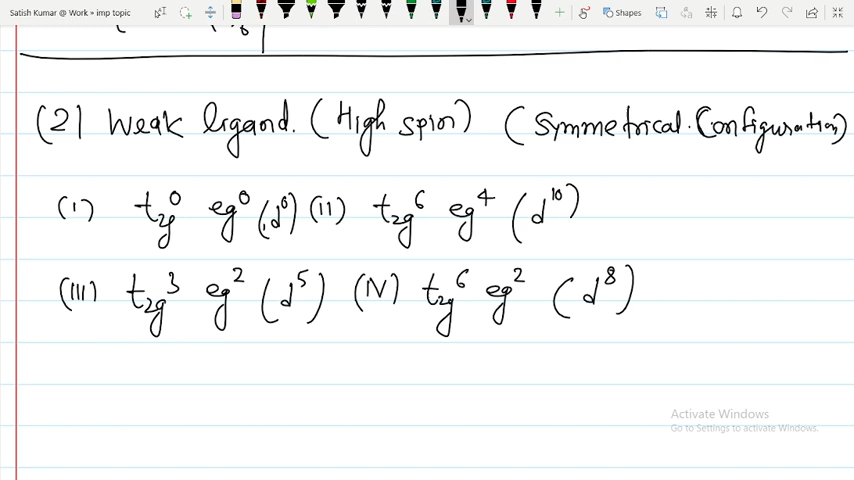 Satish Kumar @ Work » imp topic
Shapes
(2) Weak ligand. (High spin) (Symmetrical. Configuration)
(I) t2g⁰ eg⁰ (d⁰) (II) t2g⁶ eg⁴ (d¹⁰)
(III) t2g³ eg² (d⁵) (IV) t2g⁶ eg² (d⁸)
Activate Windows
Go to Settings to activate Windows.